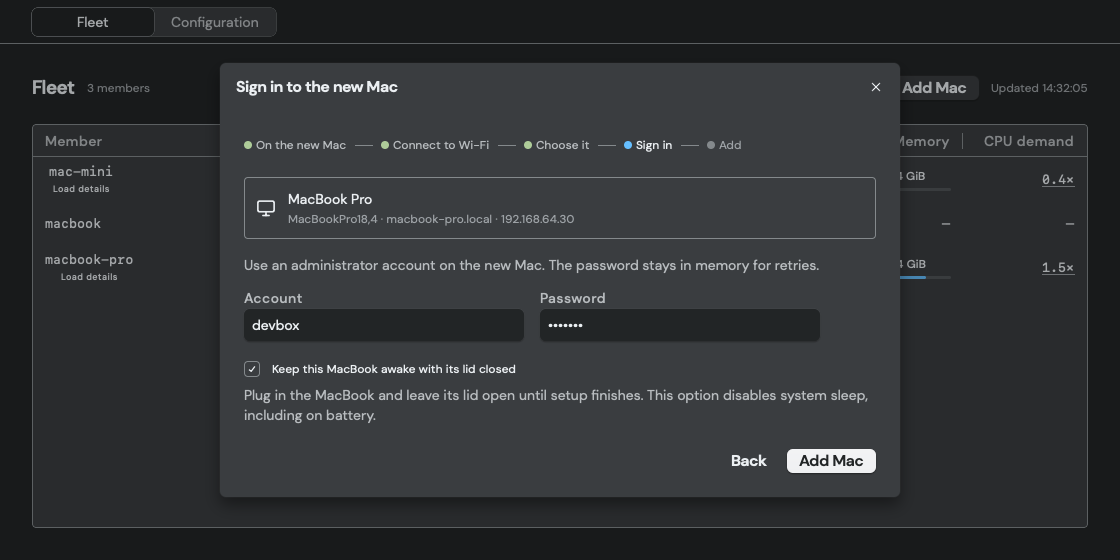 Fleet Configuration
Fleet 3 members Add Mac Updated 14:32:05
Sign in to the new Mac
On the new Mac Connect to Wi-Fi Choose it Sign in Add
MacBook Pro
MacBookPro18,4 · macbook-pro.local · 192.168.64.30
Use an administrator account on the new Mac. The password stays in memory for retries.
Account Password
devbox •••••••
Keep this MacBook awake with its lid closed
Plug in the MacBook and leave its lid open until setup finishes. This option disables system sleep,
including on battery.
Back Add Mac
Member Memory CPU demand
mac-mini GiB 0.4×
Load details
macbook — —
macbook-pro GiB 1.5×
Load details